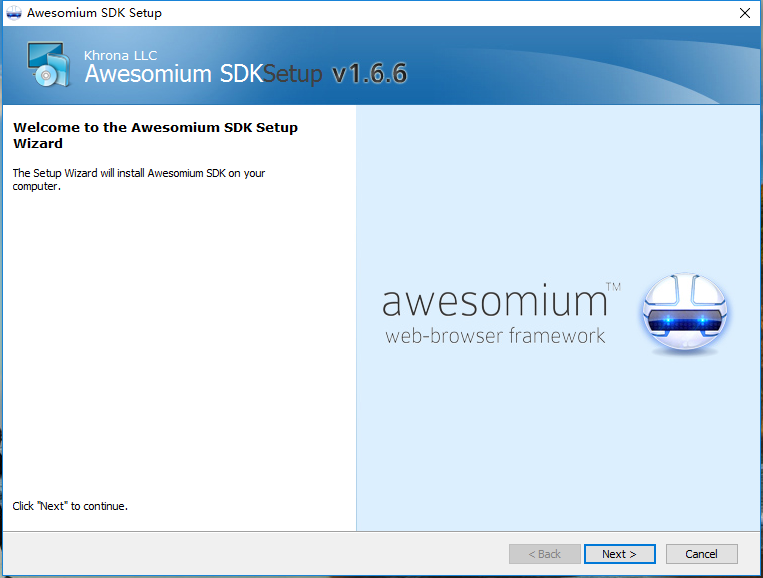 Awesomium SDK Setup
Khrona LLC
Awesomium SDKSetup v1.6.6
Welcome to the Awesomium SDK Setup
Wizard
The Setup Wizard will install Awesomium SDK on your
computer.
awesomium™
web-browser framework
Click "Next" to continue.
< Back
Next >
Cancel